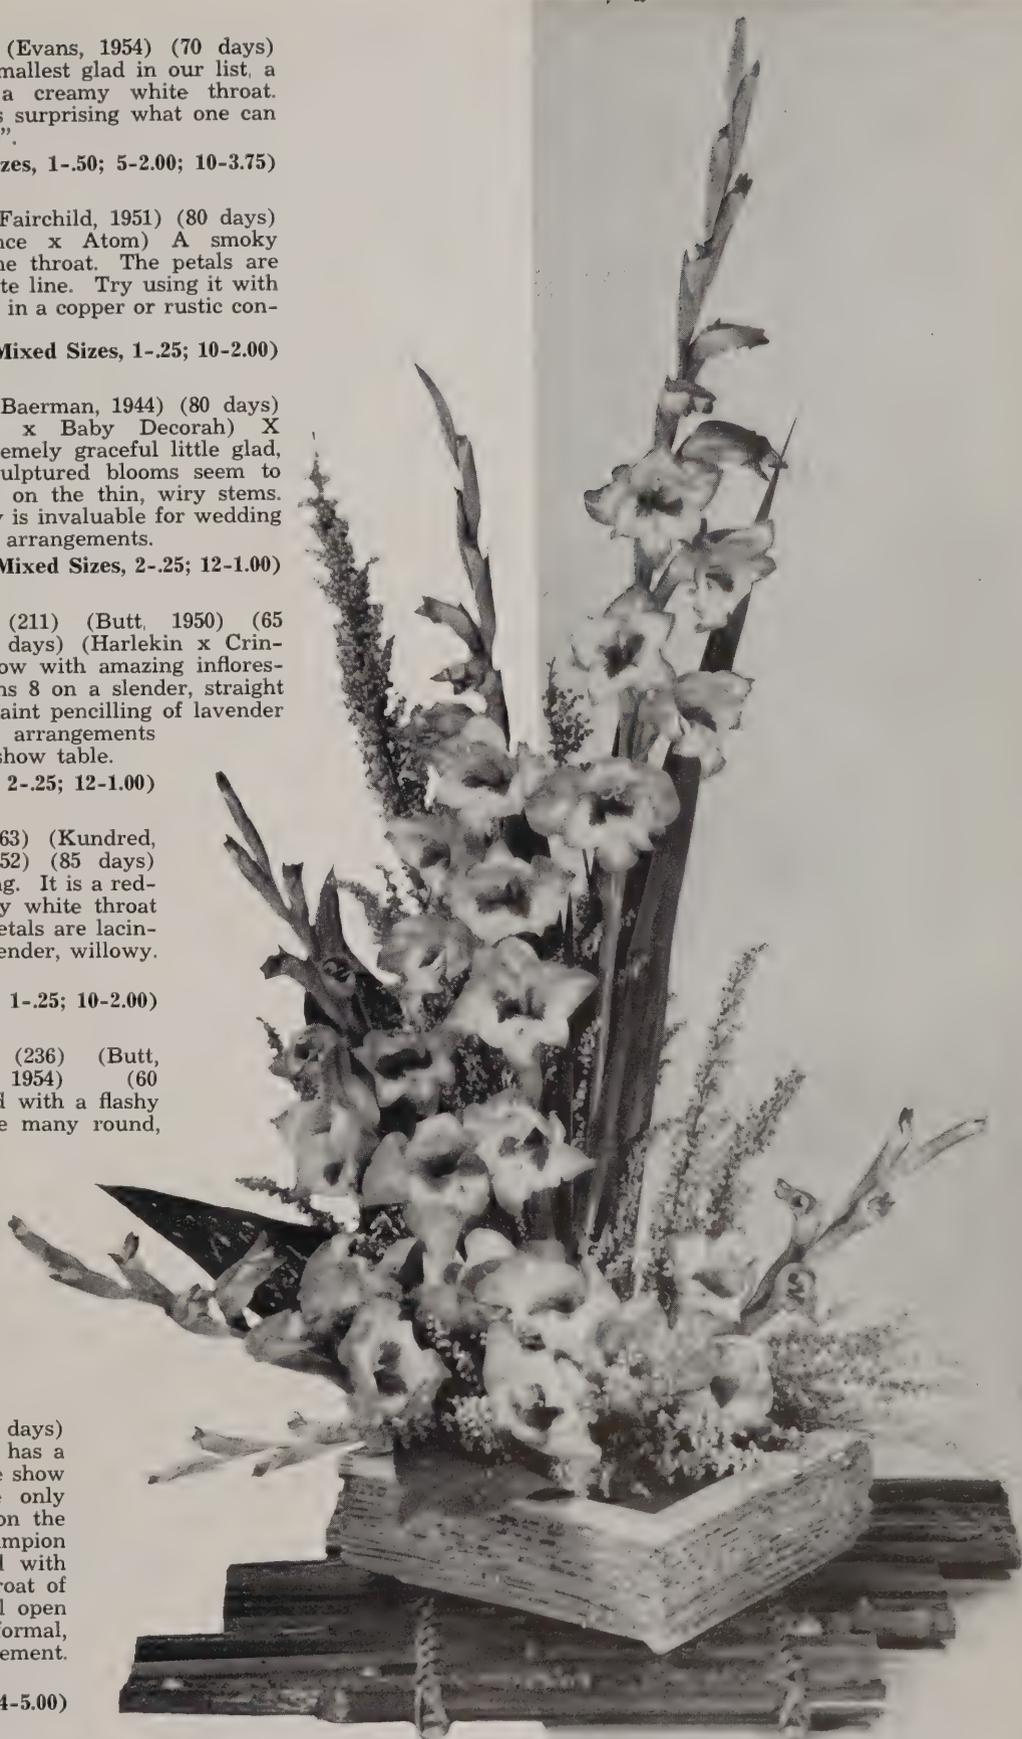 (Evans, 1954) (70 days)
mallest glad in our list, a
a creamy white throat.
s surprising what one can
”.
zes, 1-.50; 5-2.00; 10-3.75)
Fairchild, 1951) (80 days)
nce x Atom) A smoky
ne throat. The petals are
te line. Try using it with
in a copper or rustic con-
Mixed Sizes, 1-.25; 10-2.00)
Baerman, 1944) (80 days)
x Baby Decorah) X
emely graceful little glad,
ulptured blooms seem to
on the thin, wiry stems.
y is invaluable for wedding
arrangements.
Mixed Sizes, 2-.25; 12-1.00)
(211) (Butt, 1950) (65
days) (Harlekin x Crin-
ow with amazing inflores-
ns 8 on a slender, straight
aint pencilling of lavender
arrangements
show table.
2-.25; 12-1.00)
63) (Kundred,
52) (85 days)
ng. It is a red-
y white throat
etals are lacin-
ender, willowy.
1-.25; 10-2.00)
(236) (Butt,
1954) (60
d with a flashy
e many round,
days)
has a
e show
only
on the
mpion
d with
roat of
l open
formal,
ement.
4-5.00)